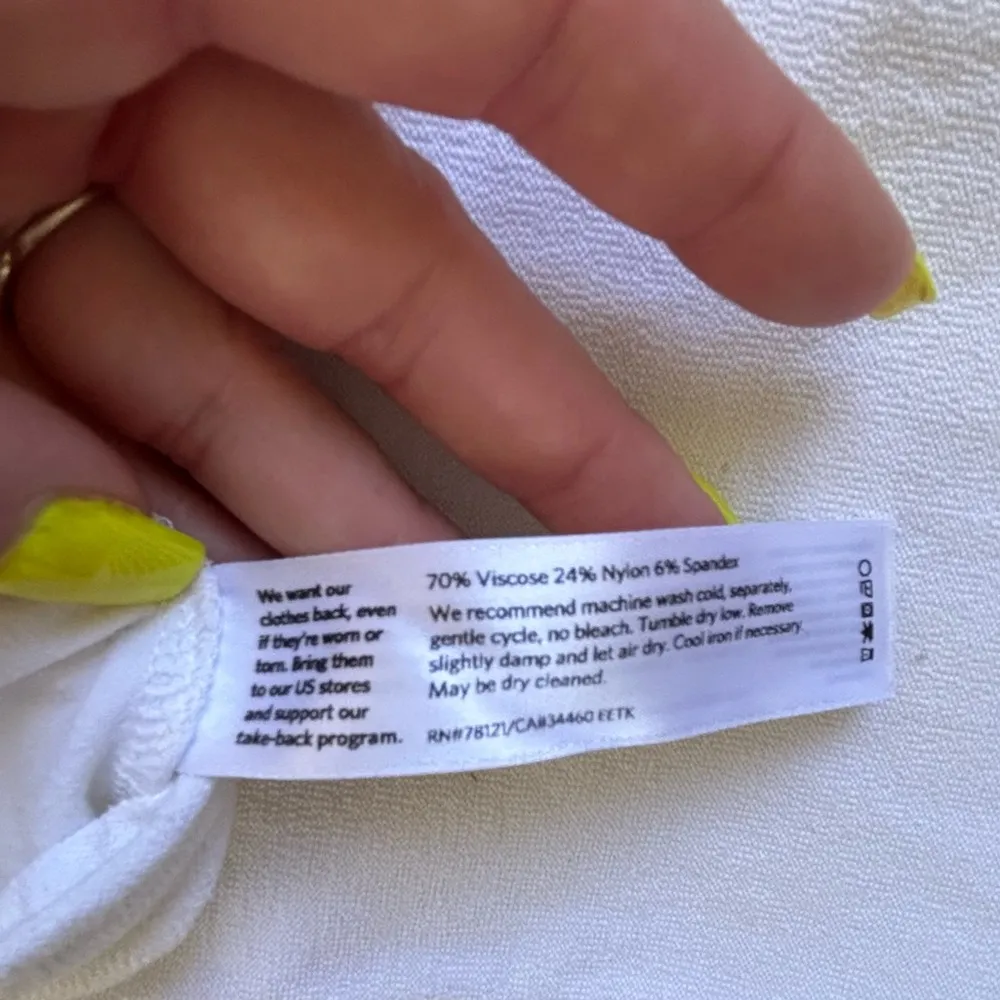 We want our
clothes back, even
if they're worn or
torn. Bring them
to our US stores
and support our
take-back program.
70% Viscose 24% Nylon 6% Spandex
We recommend machine wash cold, separately,
gentle cycle, no bleach. Tumble dry low. Remove
slightly damp and let air dry. Cool iron if necessary.
May be dry cleaned.
RN#78121/CA#34460 EETK